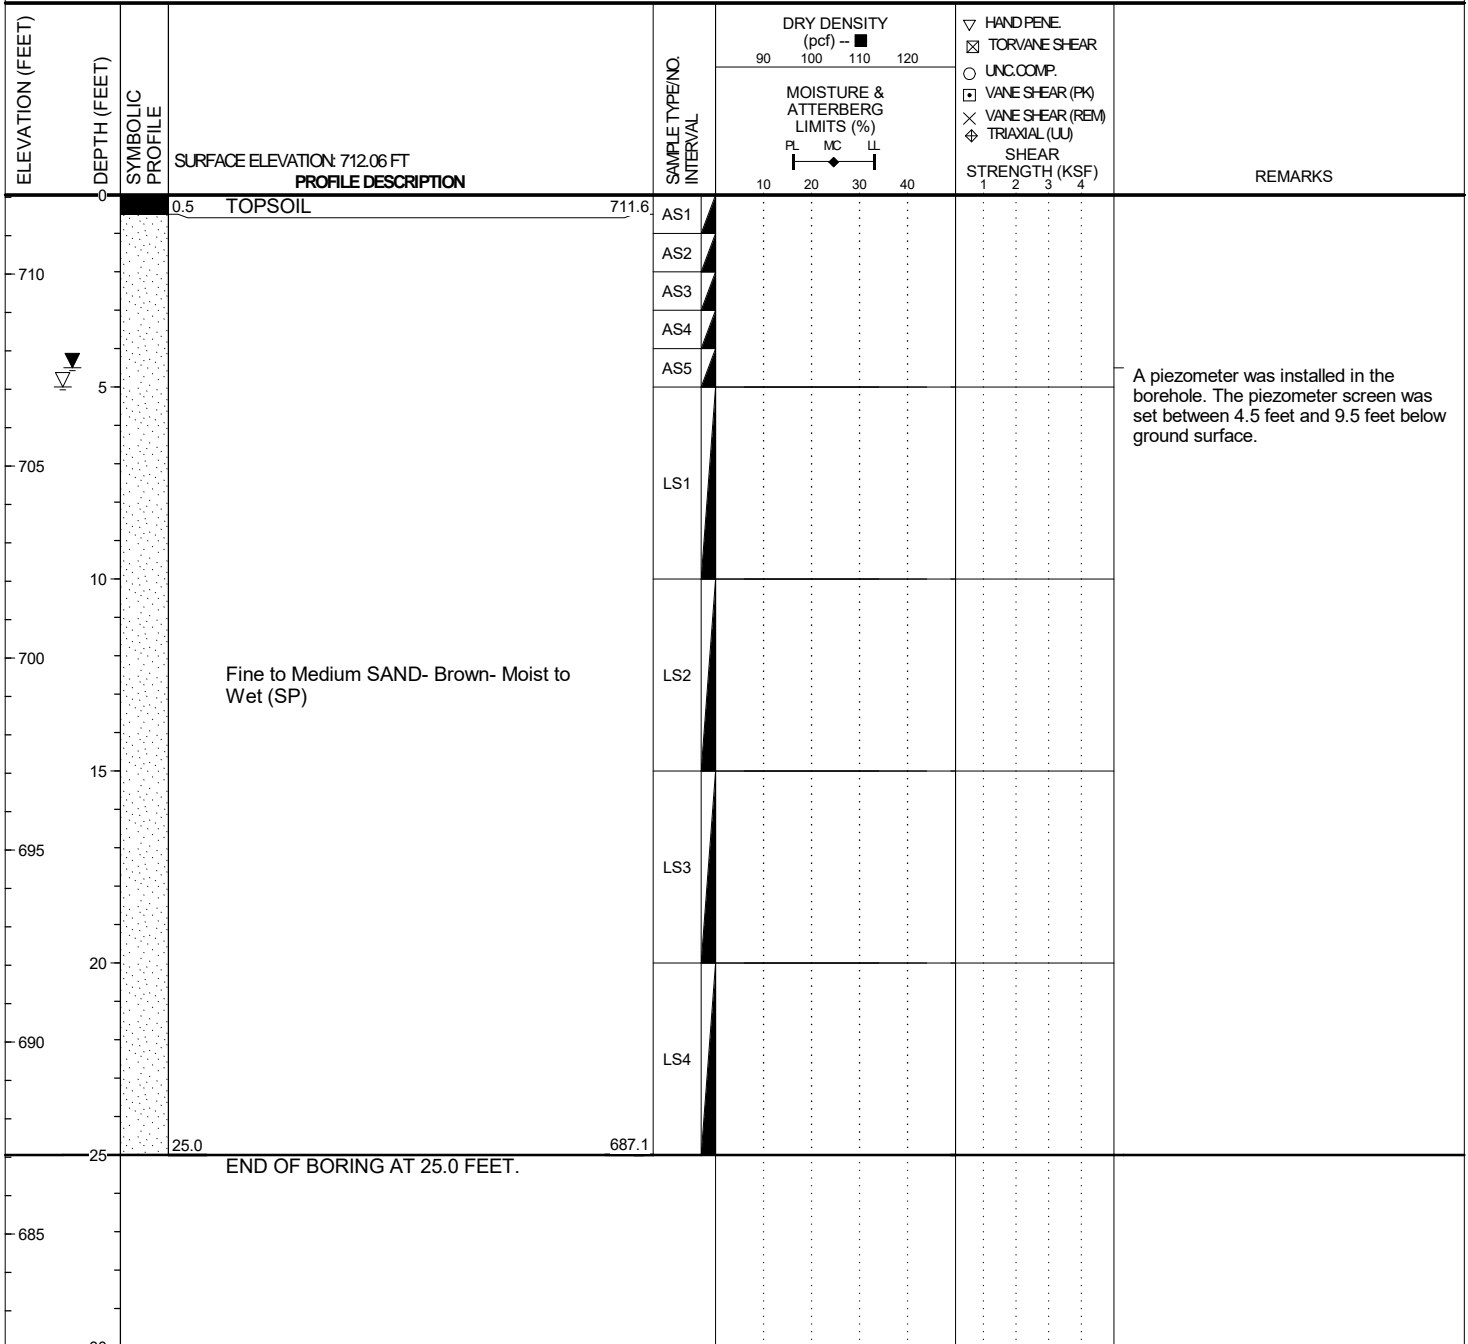 ELEVATION (FEET)
DEPTH (FEET)
SYMBOLIC
PROFILE
SURFACE ELEVATION: 712.06 FT
PROFILE DESCRIPTION
SAMPLE TYPE/NO.
INTERVAL
DRY DENSITY
(pcf) -- ■
90 100 110 120
MOISTURE &
ATTERBERG
LIMITS (%)
PL MC LL
10 20 30 40
HAND PENE.
TORVANE SHEAR
UNC.COMP.
VANE SHEAR (PK)
VANE SHEAR (REM)
TRIAXIAL (UU)
SHEAR
STRENGTH (KSF)
1 2 3 4
REMARKS
0
0.5 TOPSOIL 711.6
AS1
AS2
710
AS3
AS4
AS5
5
A piezometer was installed in the
borehole. The piezometer screen was
set between 4.5 feet and 9.5 feet below
ground surface.
705
LS1
10
700
Fine to Medium SAND- Brown- Moist to
Wet (SP)
LS2
15
695
LS3
20
690
LS4
25.0 687.1
25
END OF BORING AT 25.0 FEET.
685